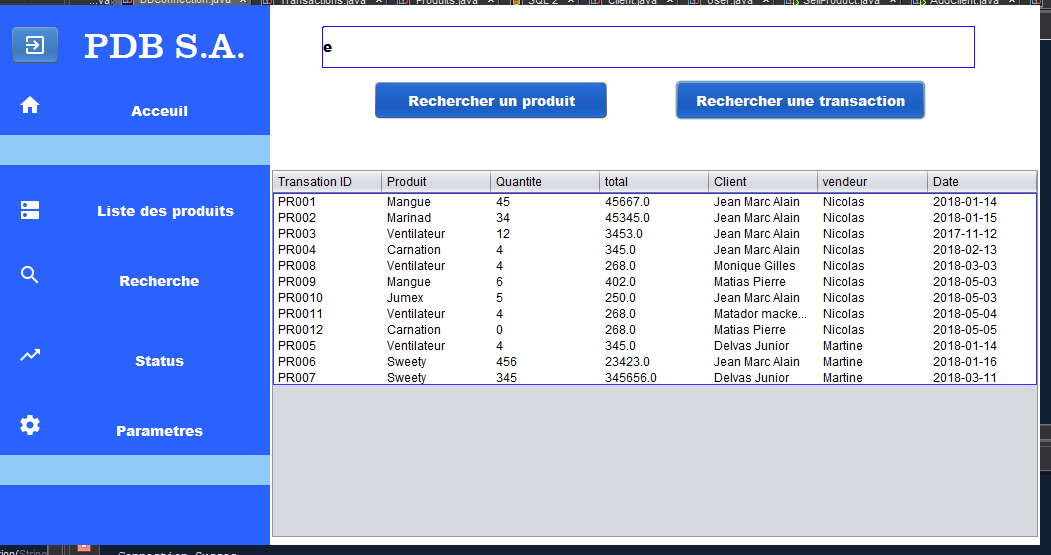 DBConnection.java Transactions.java Produits.java SQL 2 Client.java User.java SellProduct.java AddClient.java
PDB S.A.
e
Rechercher un produit Rechercher une transaction
Acceuil
Liste des produits
Recherche
Status
Parametres
Transation ID Produit Quantite total Client vendeur Date
PR001 Mangue 45 45667.0 Jean Marc Alain Nicolas 2018-01-14
PR002 Marinad 34 45345.0 Jean Marc Alain Nicolas 2018-01-15
PR003 Ventilateur 12 3453.0 Jean Marc Alain Nicolas 2017-11-12
PR004 Carnation 4 345.0 Jean Marc Alain Nicolas 2018-02-13
PR008 Ventilateur 4 268.0 Monique Gilles Nicolas 2018-03-03
PR009 Mangue 6 402.0 Matias Pierre Nicolas 2018-05-03
PR0010 Jumex 5 250.0 Jean Marc Alain Nicolas 2018-05-03
PR0011 Ventilateur 4 268.0 Matador macke... Nicolas 2018-05-04
PR0012 Carnation 0 268.0 Matias Pierre Nicolas 2018-05-05
PR005 Ventilateur 4 345.0 Delvas Junior Martine 2018-01-14
PR006 Sweety 456 23423.0 Jean Marc Alain Martine 2018-01-16
PR007 Sweety 345 345656.0 Delvas Junior Martine 2018-03-11